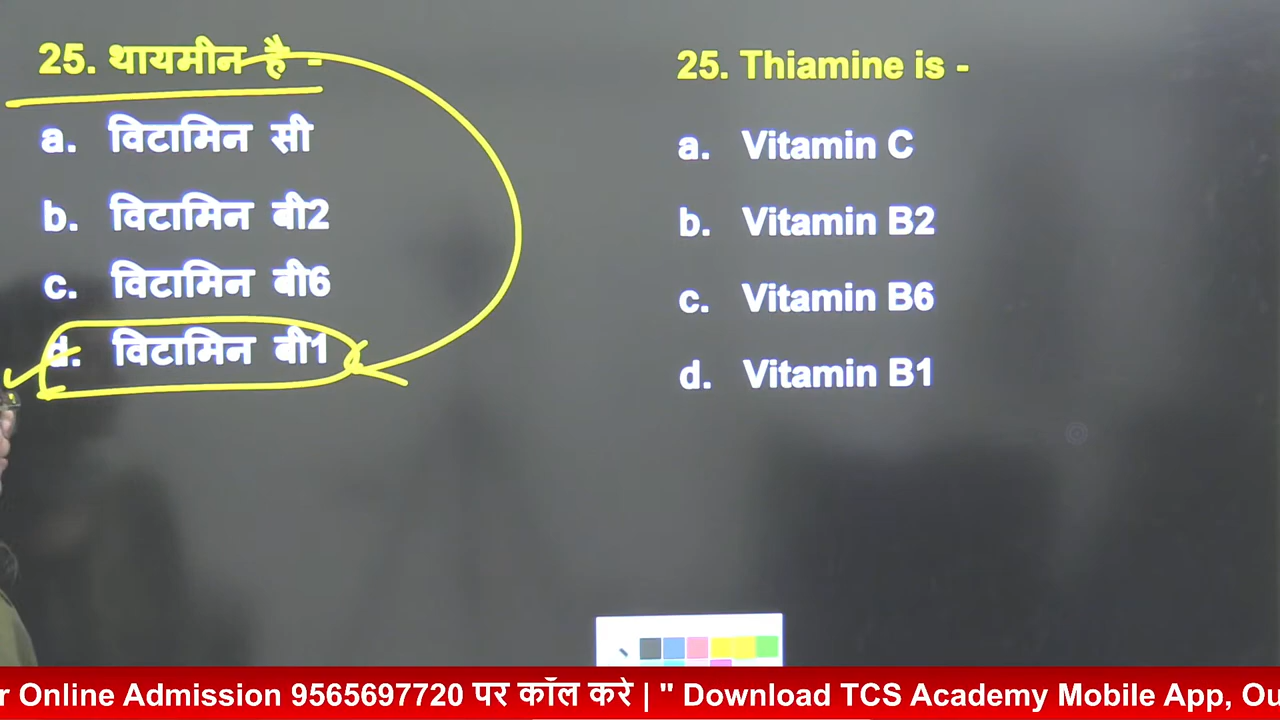 25. थायमीन है -
a. विटामिन सी
b. विटामिन बी2
c. विटामिन बी6
d. विटामिन बी1
25. Thiamine is -
a. Vitamin C
b. Vitamin B2
c. Vitamin B6
d. Vitamin B1
r Online Admission 9565697720 पर कॉल करे | " Download TCS Academy Mobile App, Ou